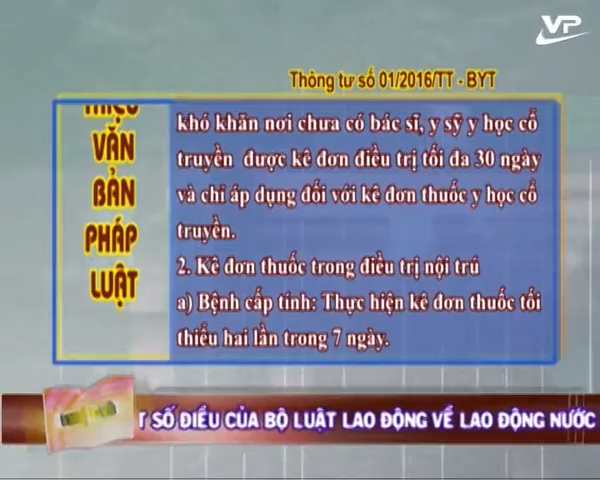 VP
Thông tư số 01/2016/TT - BYT
THIỆU
VĂN
BẢN
PHÁP
LUẬT
khó khăn nơi chưa có bác sĩ, y sỹ y học cổ
truyền được kê đơn điều trị tối đa 30 ngày
và chỉ áp dụng đối với kê đơn thuốc y học cổ
truyền.
2. Kê đơn thuốc trong điều trị nội trú
a) Bệnh cấp tính: Thực hiện kê đơn thuốc tối
thiểu hai lần trong 7 ngày.
T SỐ ĐIỀU CỦA BỘ LUẬT LAO ĐỘNG VỀ LAO ĐỘNG NƯỚC